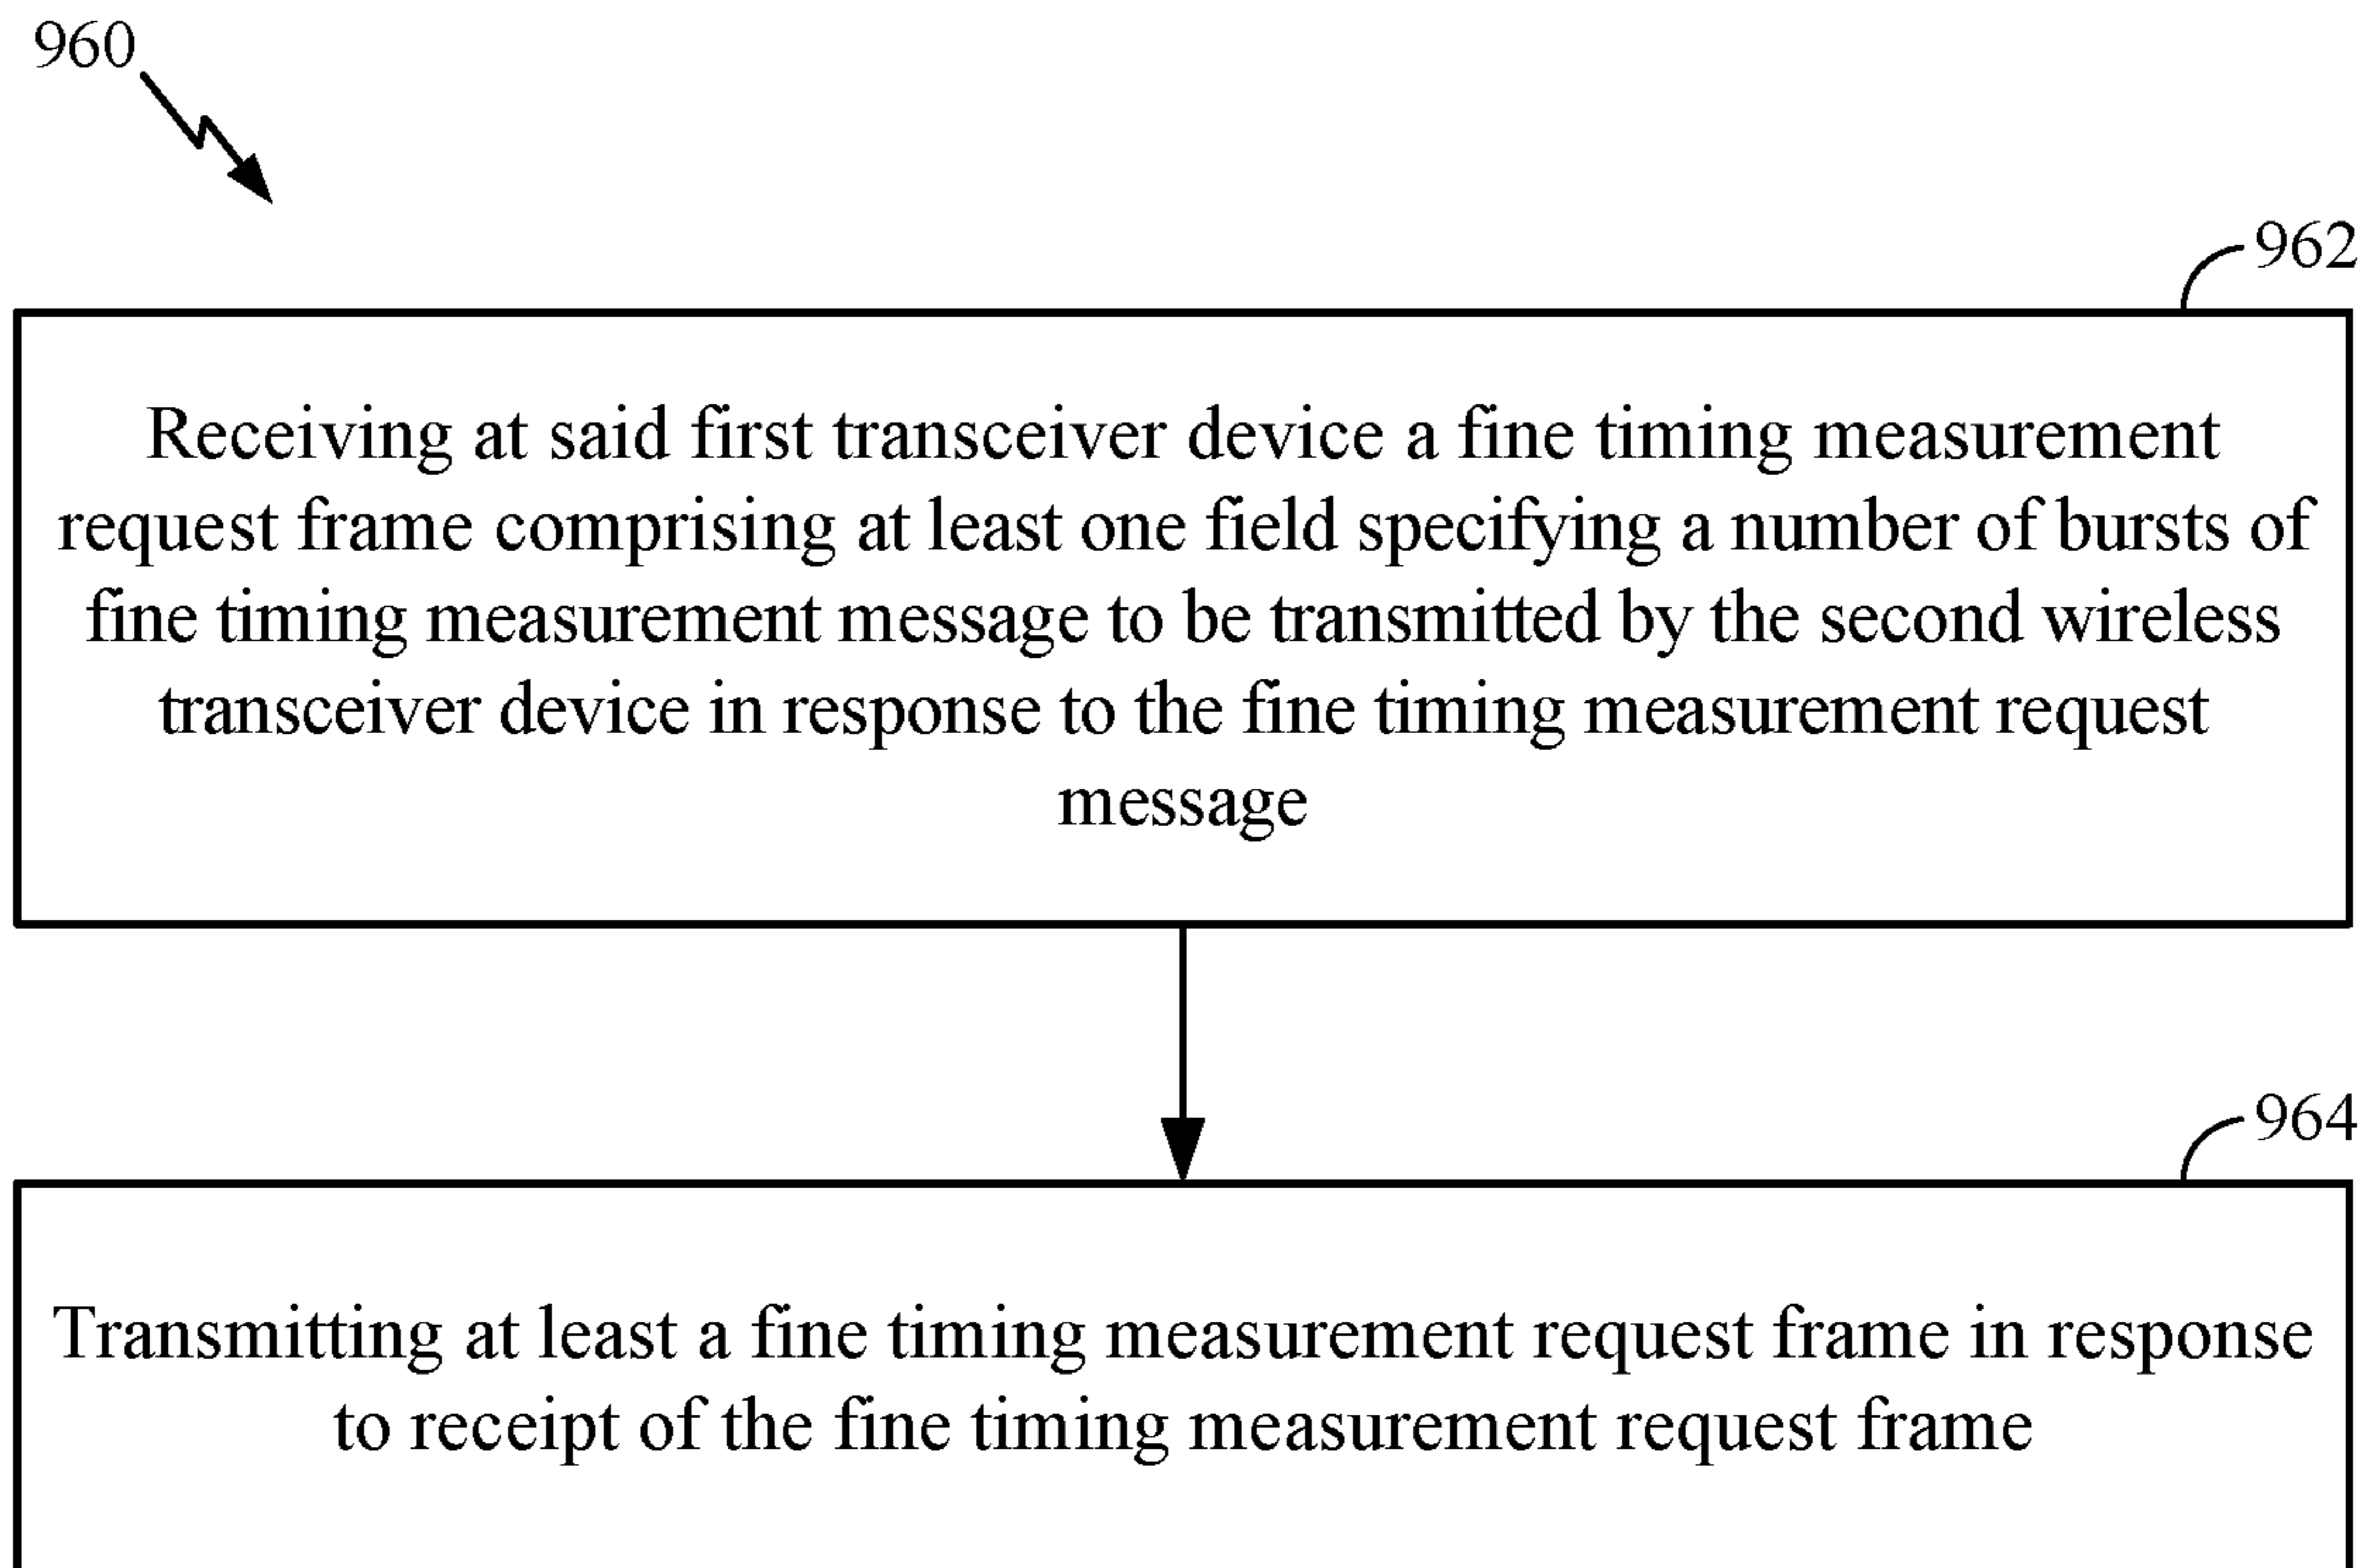 960
962
Receiving at said first transceiver device a fine timing measurement
request frame comprising at least one field specifying a number of bursts of
fine timing measurement message to be transmitted by the second wireless
transceiver device in response to the fine timing measurement request
message
964
Transmitting at least a fine timing measurement request frame in response
to receipt of the fine timing measurement request frame